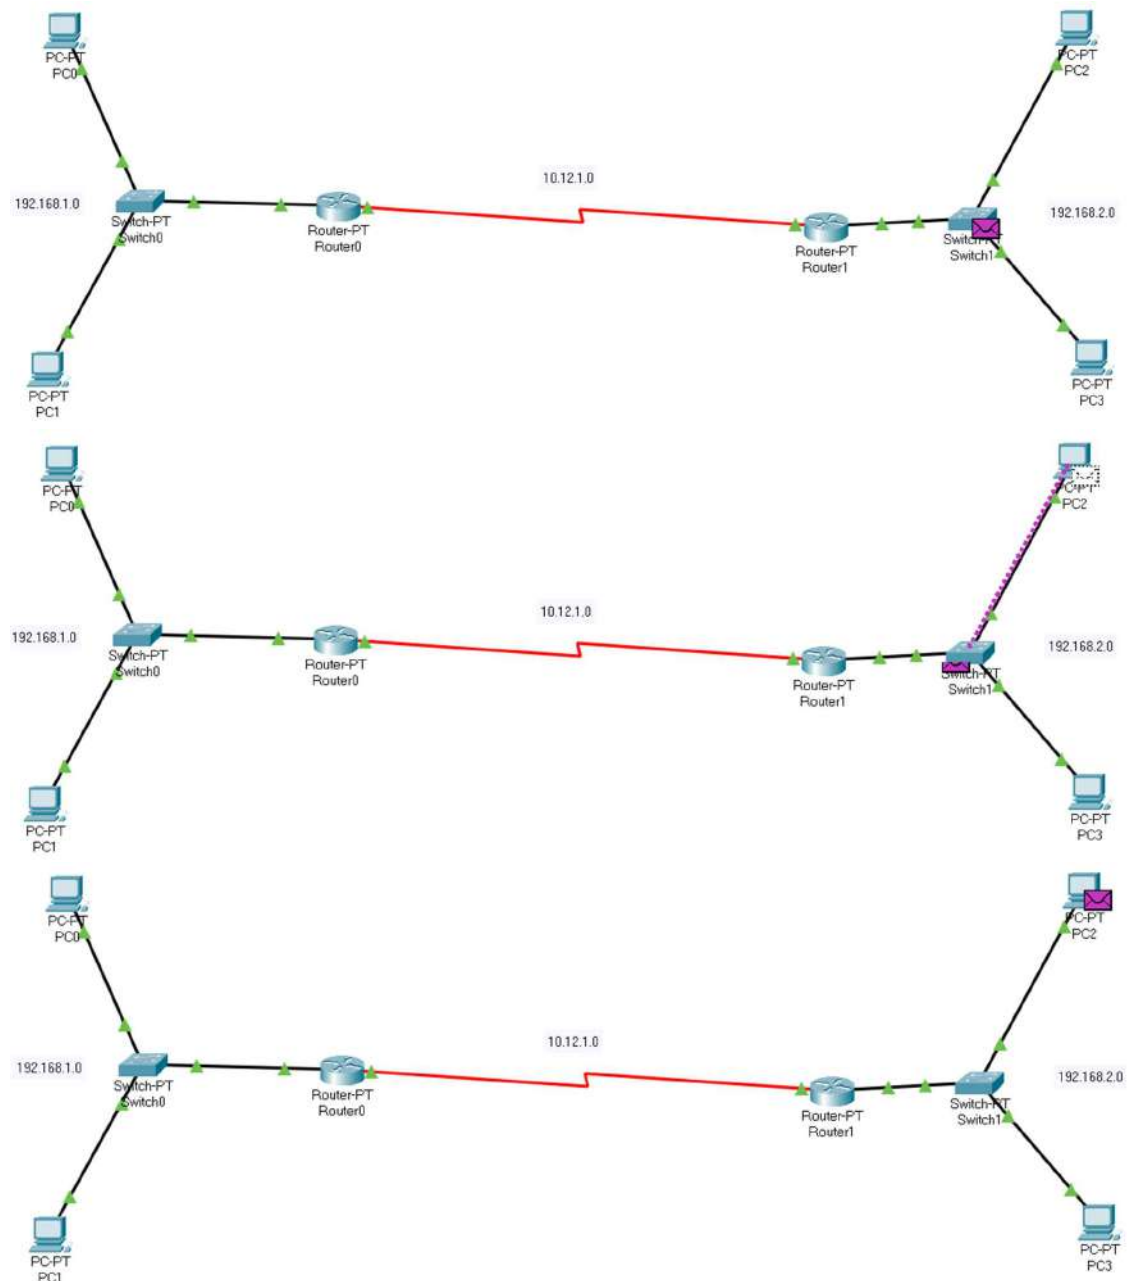 PC-PT
PC0
PC-PT
PC2
10.12.1.0
192.168.1.0
192.168.2.0
Switch-PT
Switch0
Router-PT
Router0
Router-PT
Router1
Switch1
PC-PT
PC1
PC-PT
PC3
PC-PT
PC0
PC-PT
PC2
10.12.1.0
192.168.1.0
192.168.2.0
Switch-PT
Switch0
Router-PT
Router0
Router-PT
Router1
Switch-PT
Switch1
PC-PT
PC1
PC-PT
PC3
PC-PT
PC0
PC-PT
PC2
10.12.1.0
192.168.1.0
192.168.2.0
Switch-PT
Switch0
Router-PT
Router0
Router-PT
Router1
Switch-PT
Switch1
PC-PT
PC1
PC-PT
PC3